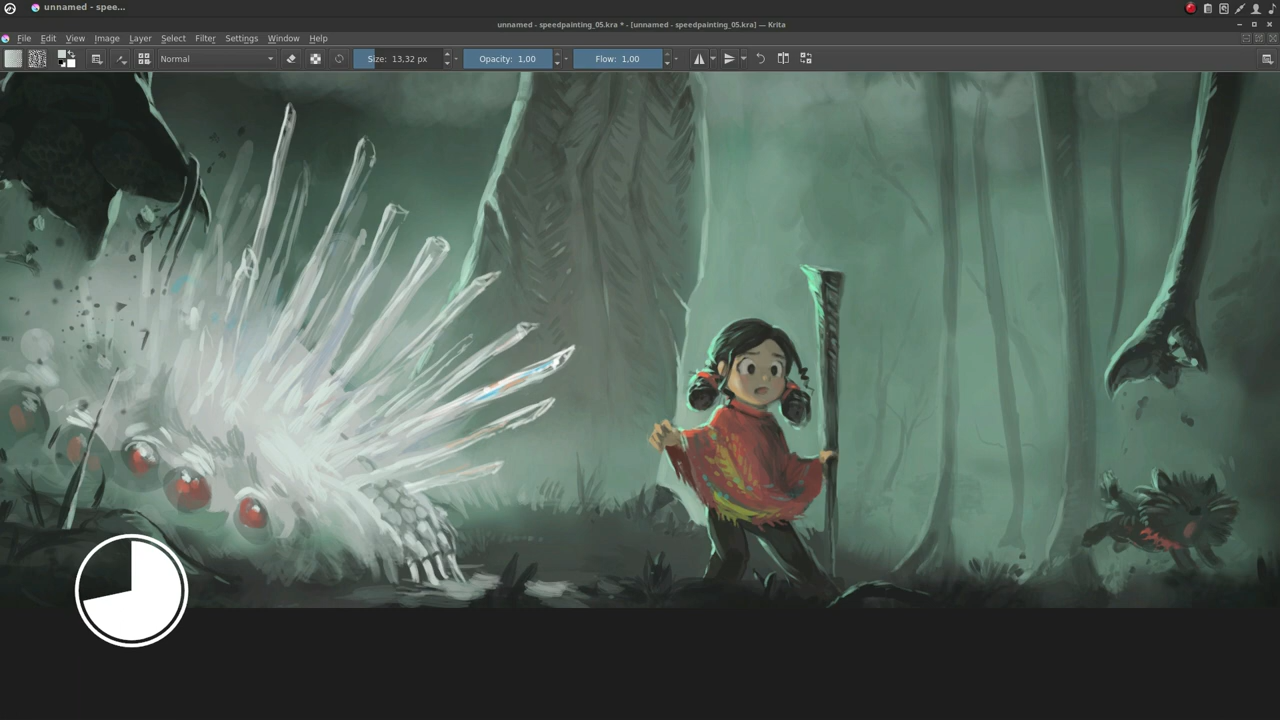 unnamed - spee...
unnamed - speedpainting_05.kra * - [unnamed - speedpainting_05.kra] — Krita
File Edit View Image Layer Select Filter Settings Window Help
Normal Size: 13,32 px Opacity: 1,00 Flow: 1,00